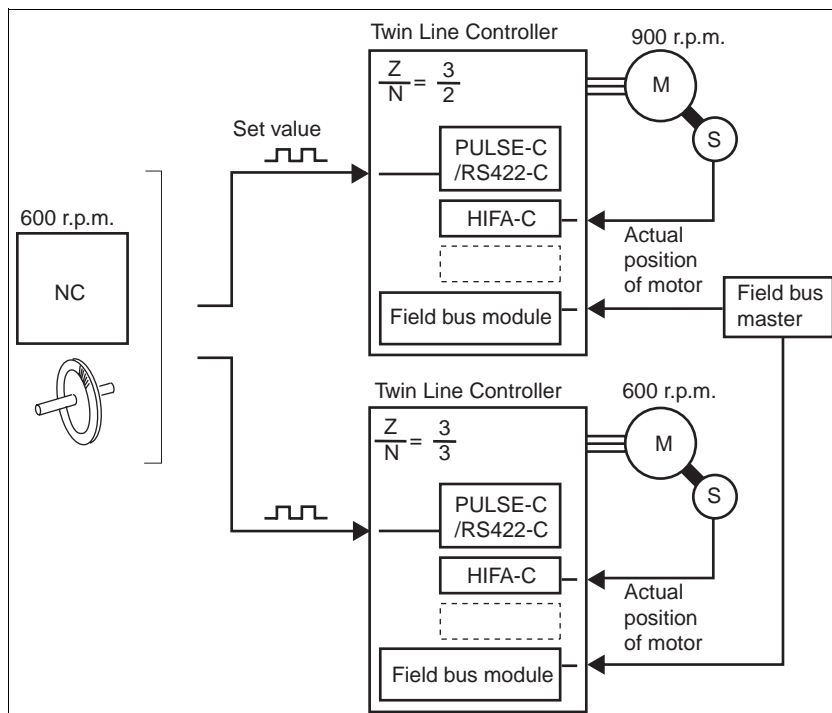 Twin Line Controller
900 r.p.m.
Z
N
=
3
2
M
Set value
PULSE-C
/RS422-C
S
600 r.p.m.
HIFA-C
NC
Actual
position
of motor
Field bus module
Field bus
master
Twin Line Controller
600 r.p.m.
Z
N
=
3
3
M
PULSE-C
/RS422-C
S
HIFA-C
Actual
position
of motor
Field bus module